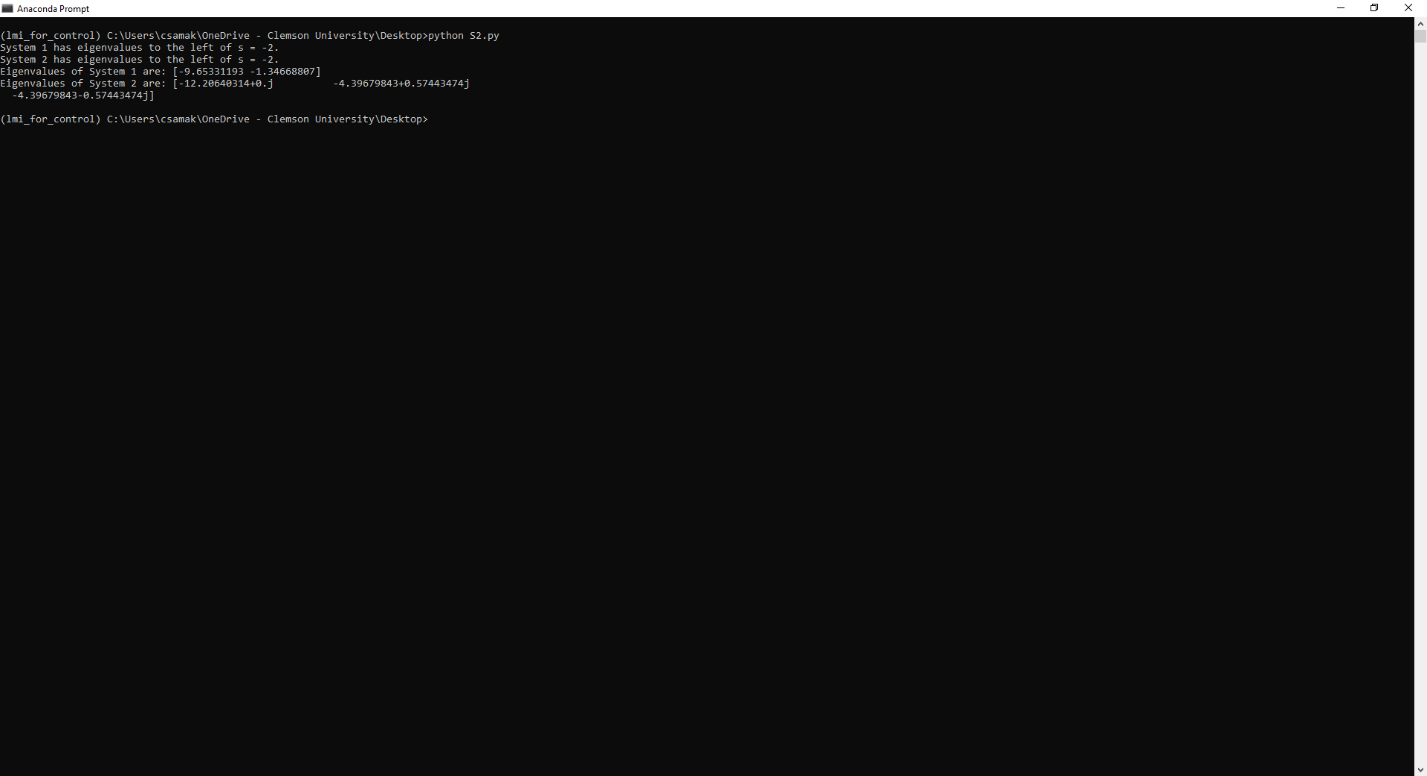 Anaconda Prompt
(lmi_for_control) C:\Users\csamak\OneDrive - Clemson University\Desktop>python S2.py
System 1 has eigenvalues to the left of s = -2.
System 2 has eigenvalues to the left of s = -2.
Eigenvalues of System 1 are: [-9.65331193 -1.34668807]
Eigenvalues of System 2 are: [-12.20640314+0.j          -4.39679843+0.57443474j
  -4.39679843-0.57443474j]
(lmi_for_control) C:\Users\csamak\OneDrive - Clemson University\Desktop>